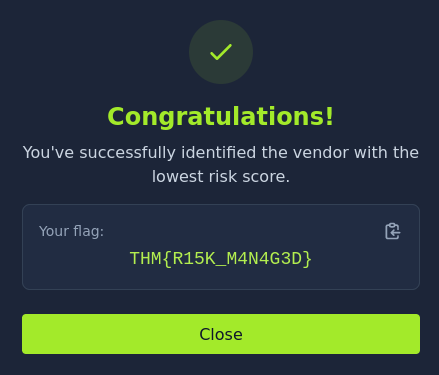 Congratulations!
You've successfully identified the vendor with the
lowest risk score.
Your flag:
THM{R15K_M4N4G3D}
Close